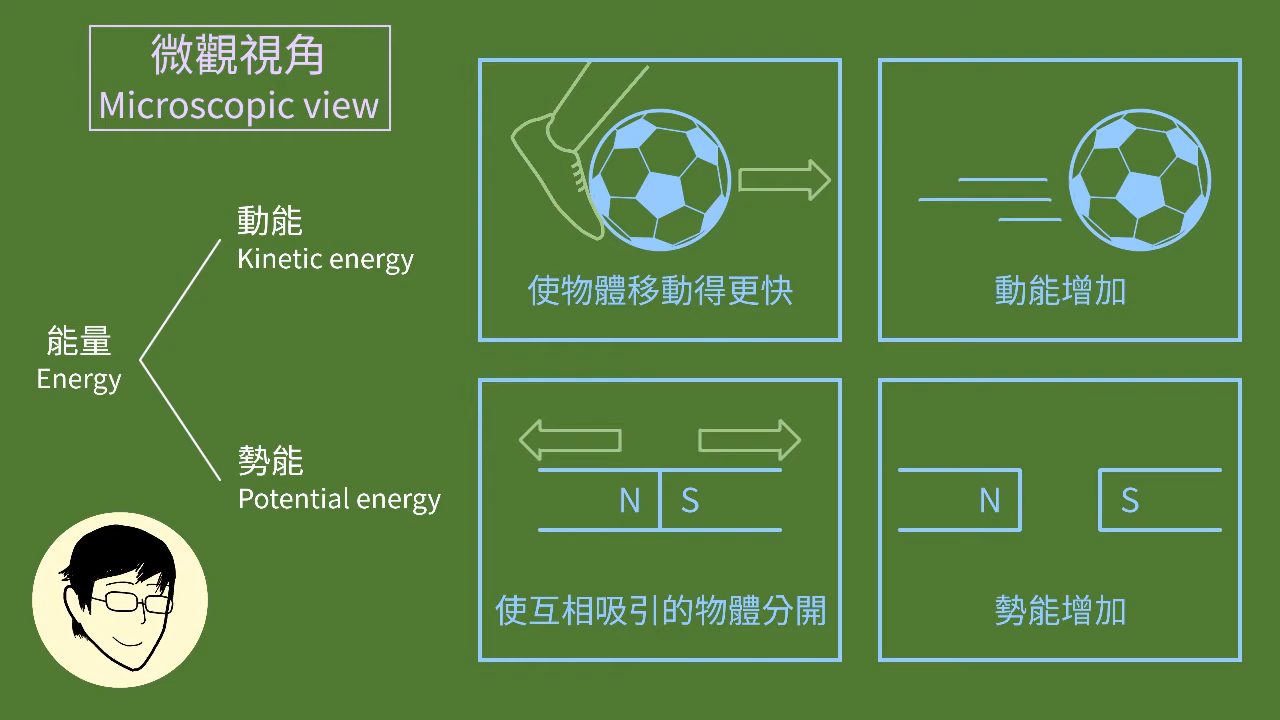 微觀視角
Microscopic view
能量
Energy
動能
Kinetic energy
勢能
Potential energy
使物體移動得更快
動能增加
N S
使互相吸引的物體分開
N S
勢能增加